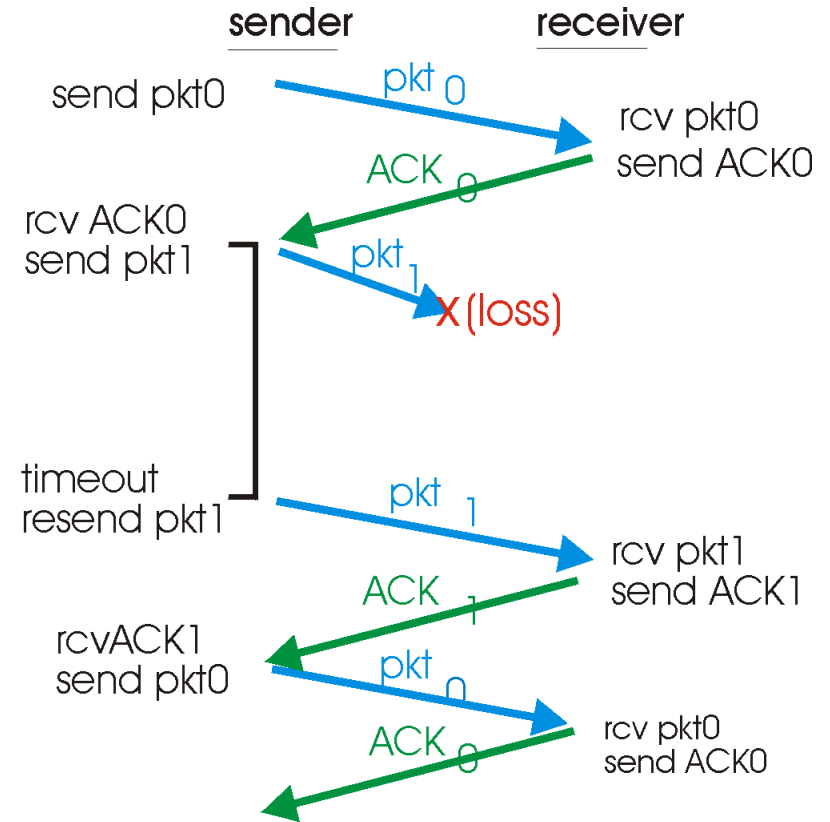 sender
receiver
send pkt0
pkt 0
rcv pkt0
send ACK0
ACK 0
rcv ACK0
send pkt1
pkt 1
X (loss)
timeout
resend pkt1
pkt 1
rcv pkt1
send ACK1
ACK 1
rcvACK1
send pkt0
pkt 0
rcv pkt0
send ACK0
ACK 0